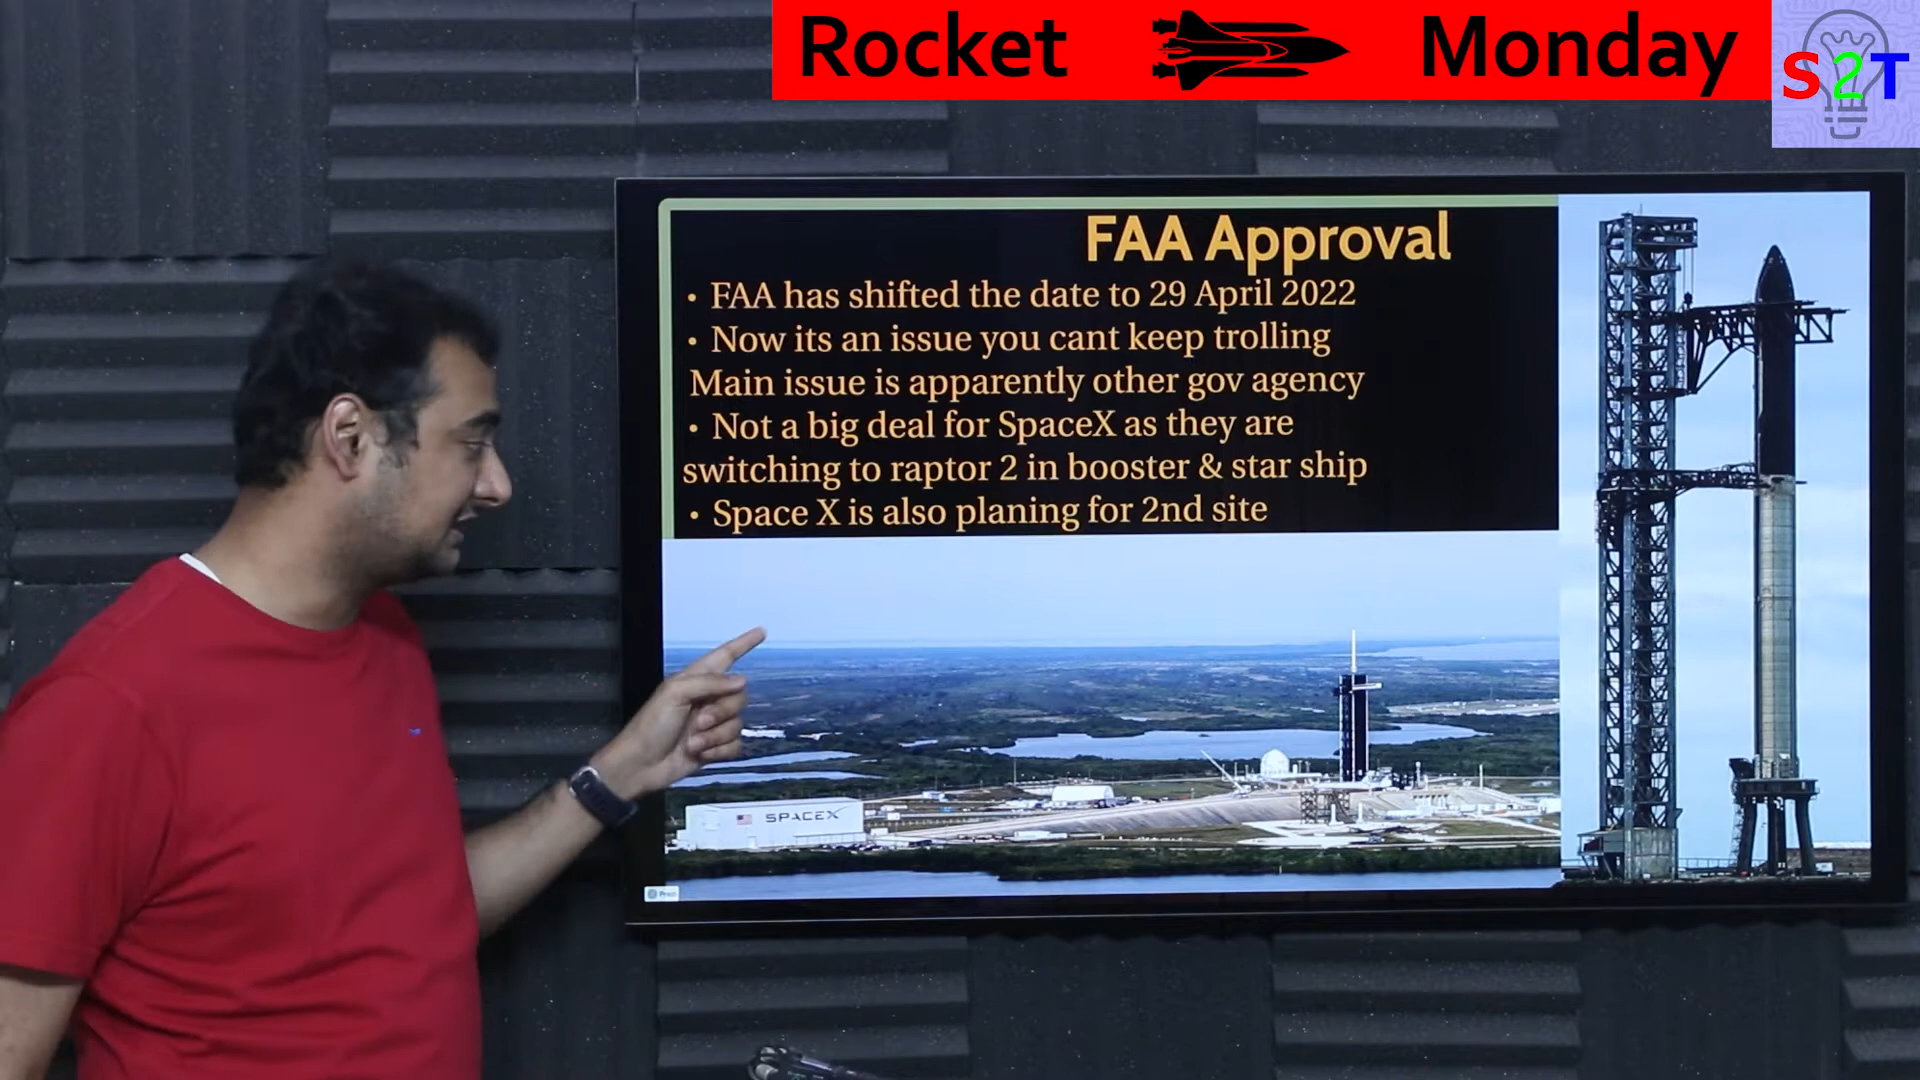 Rocket Monday
S2T
FAA Approval
• FAA has shifted the date to 29 April 2022
• Now its an issue you cant keep trolling
Main issue is apparently other gov agency
• Not a big deal for SpaceX as they are
switching to raptor 2 in booster & star ship
• Space X is also planing for 2nd site
SPACEX
Prezi